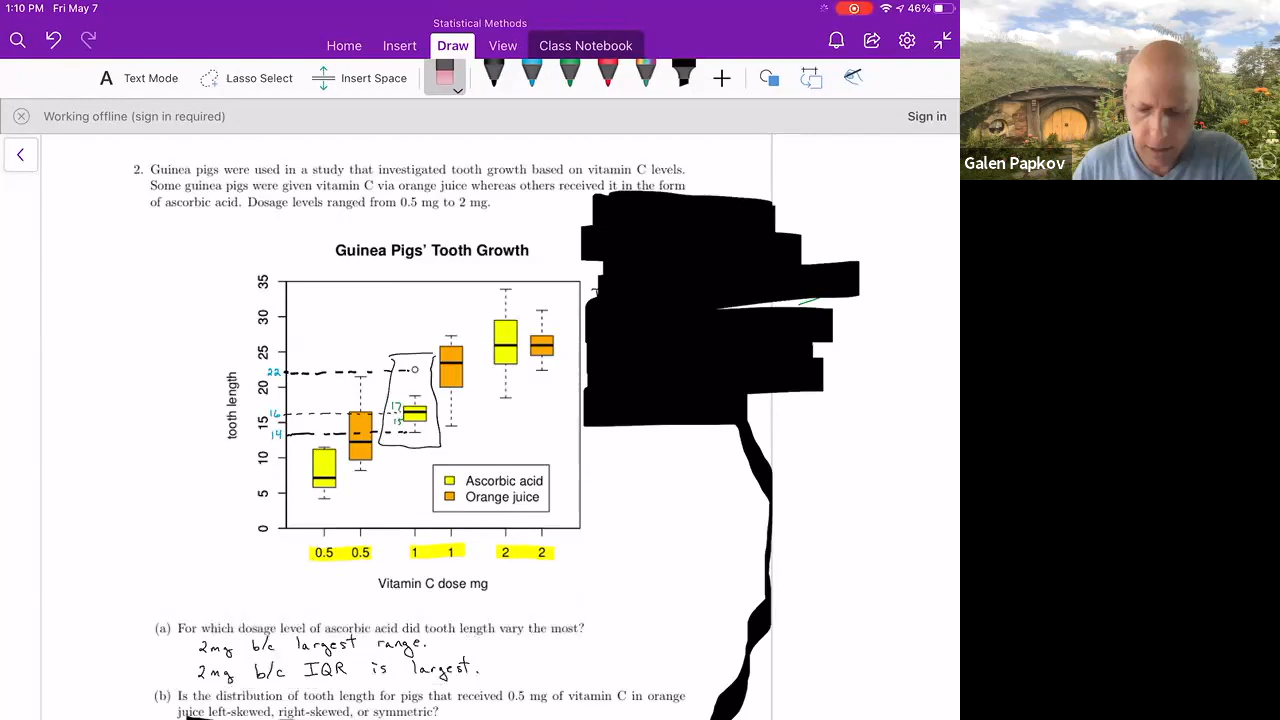 1:10 PM Fri May 7
46%
Statistical Methods
Home Insert Draw View Class Notebook
Text Mode Lasso Select Insert Space
Working offline (sign in required) Sign in
Galen Papkov
2. Guinea pigs were used in a study that investigated tooth growth based on vitamin C levels.
Some guinea pigs were given vitamin C via orange juice whereas others received it in the form
of ascorbic acid. Dosage levels ranged from 0.5 mg to 2 mg.
Guinea Pigs' Tooth Growth
tooth length
35
30
25
22
20
17
16
15
15
14
10
5
0
Ascorbic acid
Orange juice
0.5 0.5 1 1 2 2
Vitamin C dose mg
(a) For which dosage level of ascorbic acid did tooth length vary the most?
2mg b/c largest range.
2mg b/c IQR is largest.
(b) Is the distribution of tooth length for pigs that received 0.5 mg of vitamin C in orange
juice left-skewed, right-skewed, or symmetric?